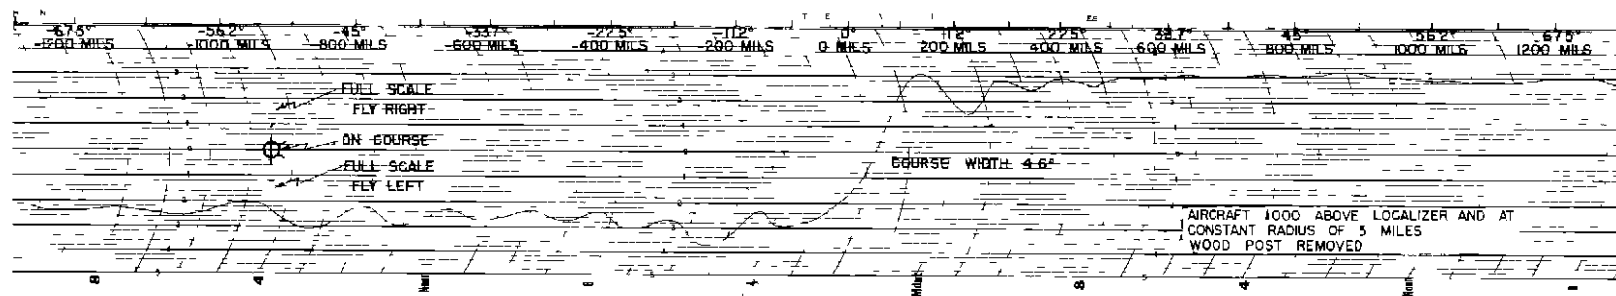 -67.5° -56.2° -45° -33.7° -22.5° -11.2° 0° 11.2° 22.5° 33.7° 45° 56.2° 67.5°
-1200 MILS -1000 MILS -800 MILS -600 MILS -400 MILS -200 MILS 0 MILS 200 MILS 400 MILS 600 MILS 800 MILS 1000 MILS 1200 MILS
FULL SCALE
FLY RIGHT
ON COURSE
FULL SCALE
FLY LEFT
COURSE WIDTH 4.6°
AIRCRAFT 1000 ABOVE LOCALIZER AND AT
CONSTANT RADIUS OF 5 MILES
WOOD POST REMOVED